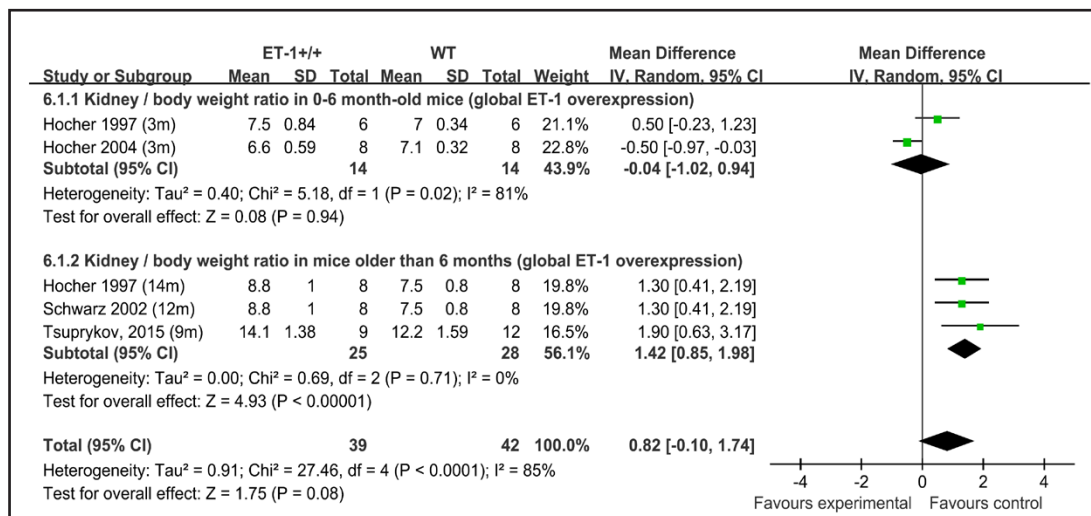 ET-1+/+ WT Mean Difference Mean Difference
Study or Subgroup Mean SD Total Mean SD Total Weight IV, Random, 95% CI IV, Random, 95% CI
6.1.1 Kidney / body weight ratio in 0-6 month-old mice (global ET-1 overexpression)
Hocher 1997 (3m) 7.5 0.84 6 7 0.34 6 21.1% 0.50 [-0.23, 1.23]
Hocher 2004 (3m) 6.6 0.59 8 7.1 0.32 8 22.8% -0.50 [-0.97, -0.03]
Subtotal (95% CI) 14 14 43.9% -0.04 [-1.02, 0.94]
Heterogeneity: Tau² = 0.40; Chi² = 5.18, df = 1 (P = 0.02); I² = 81%
Test for overall effect: Z = 0.08 (P = 0.94)
6.1.2 Kidney / body weight ratio in mice older than 6 months (global ET-1 overexpression)
Hocher 1997 (14m) 8.8 1 8 7.5 0.8 8 19.8% 1.30 [0.41, 2.19]
Schwarz 2002 (12m) 8.8 1 8 7.5 0.8 8 19.8% 1.30 [0.41, 2.19]
Tsuprykov, 2015 (9m) 14.1 1.38 9 12.2 1.59 12 16.5% 1.90 [0.63, 3.17]
Subtotal (95% CI) 25 28 56.1% 1.42 [0.85, 1.98]
Heterogeneity: Tau² = 0.00; Chi² = 0.69, df = 2 (P = 0.71); I² = 0%
Test for overall effect: Z = 4.93 (P < 0.00001)
Total (95% CI) 39 42 100.0% 0.82 [-0.10, 1.74]
Heterogeneity: Tau² = 0.91; Chi² = 27.46, df = 4 (P < 0.0001); I² = 85%
Test for overall effect: Z = 1.75 (P = 0.08)
-4 -2 0 2 4
Favours experimental Favours control